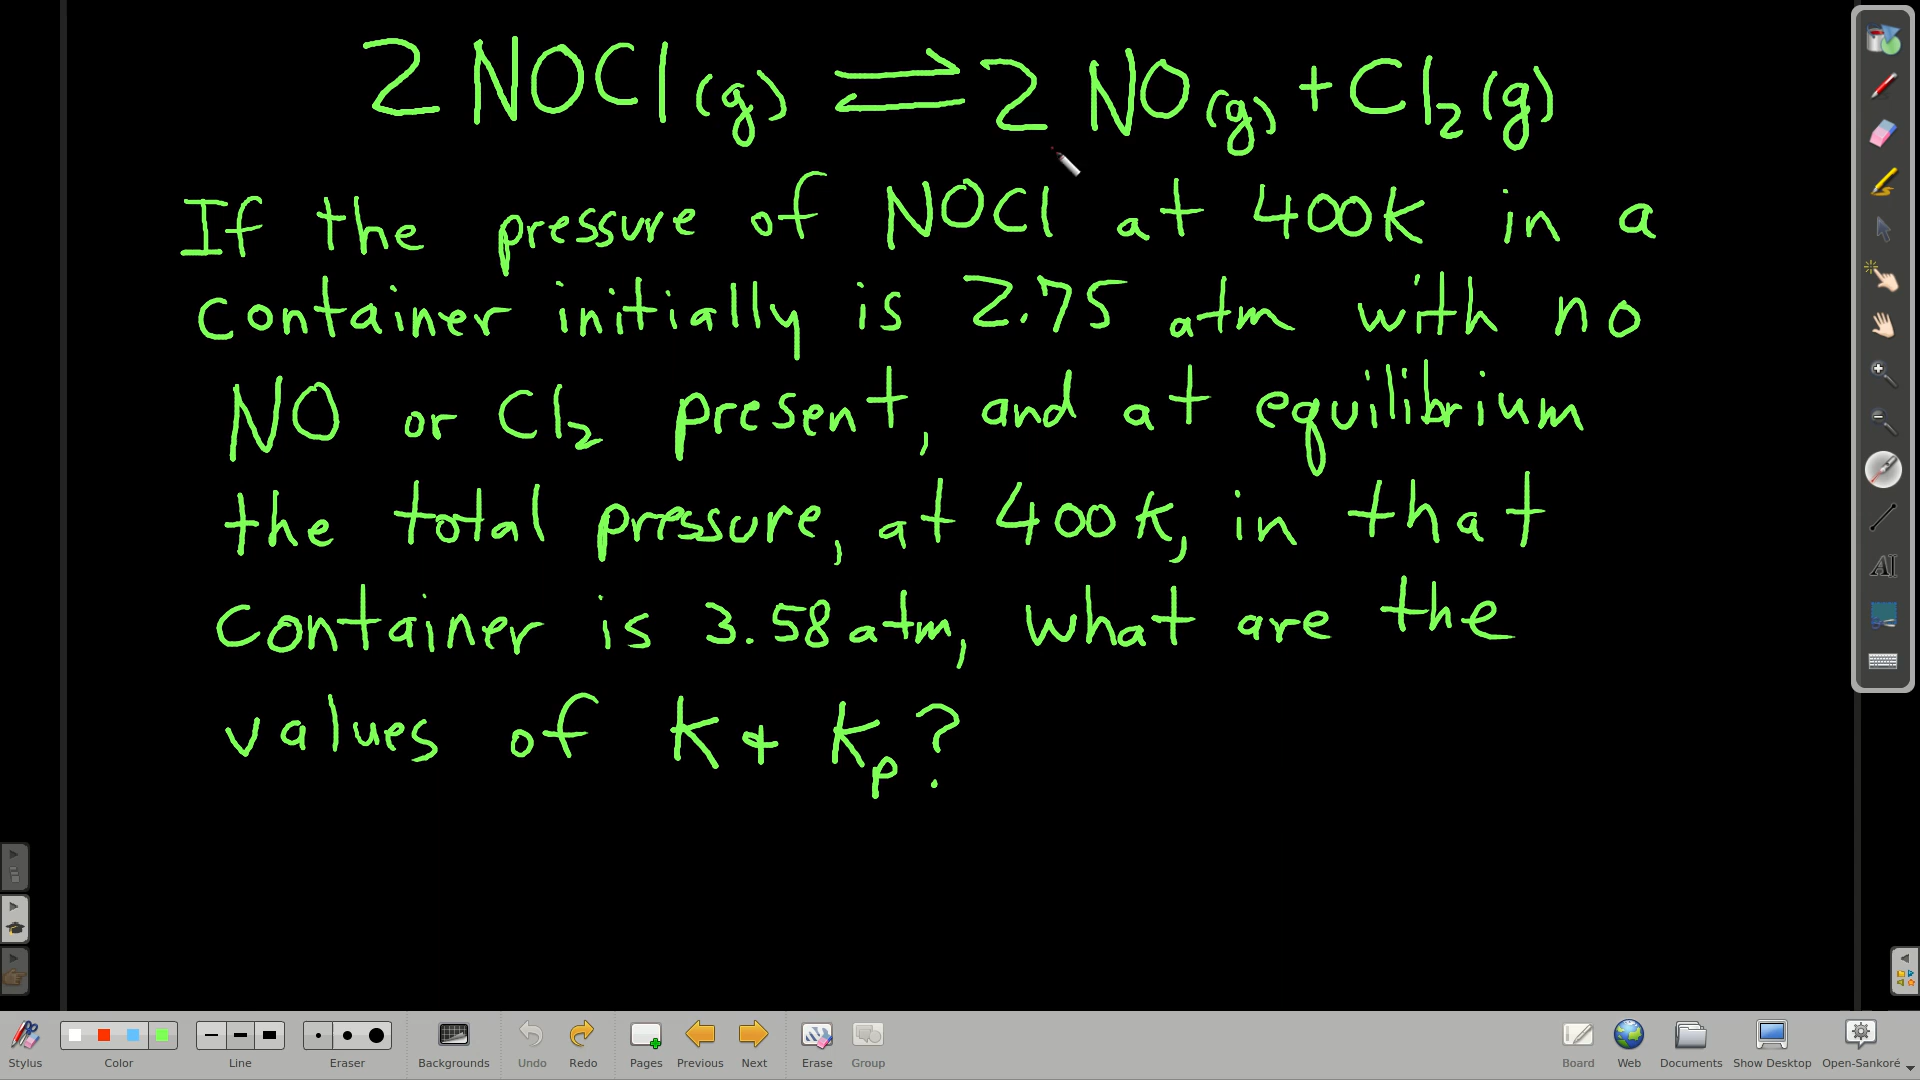 2 NOCl(g) ⇌ 2 NO(g) + Cl₂(g)
If the pressure of NOCl at 400K in a
container initially is 2.75 atm with no
NO or Cl₂ present, and at equilibrium
the total pressure, at 400K, in that
container is 3.58 atm, what are the
values of K & Kp?
Stylus
Color
Line
Eraser
Backgrounds
Undo
Redo
Pages
Previous
Next
Erase
Group
Board
Web
Documents
Show Desktop
Open-Sankoré
AI